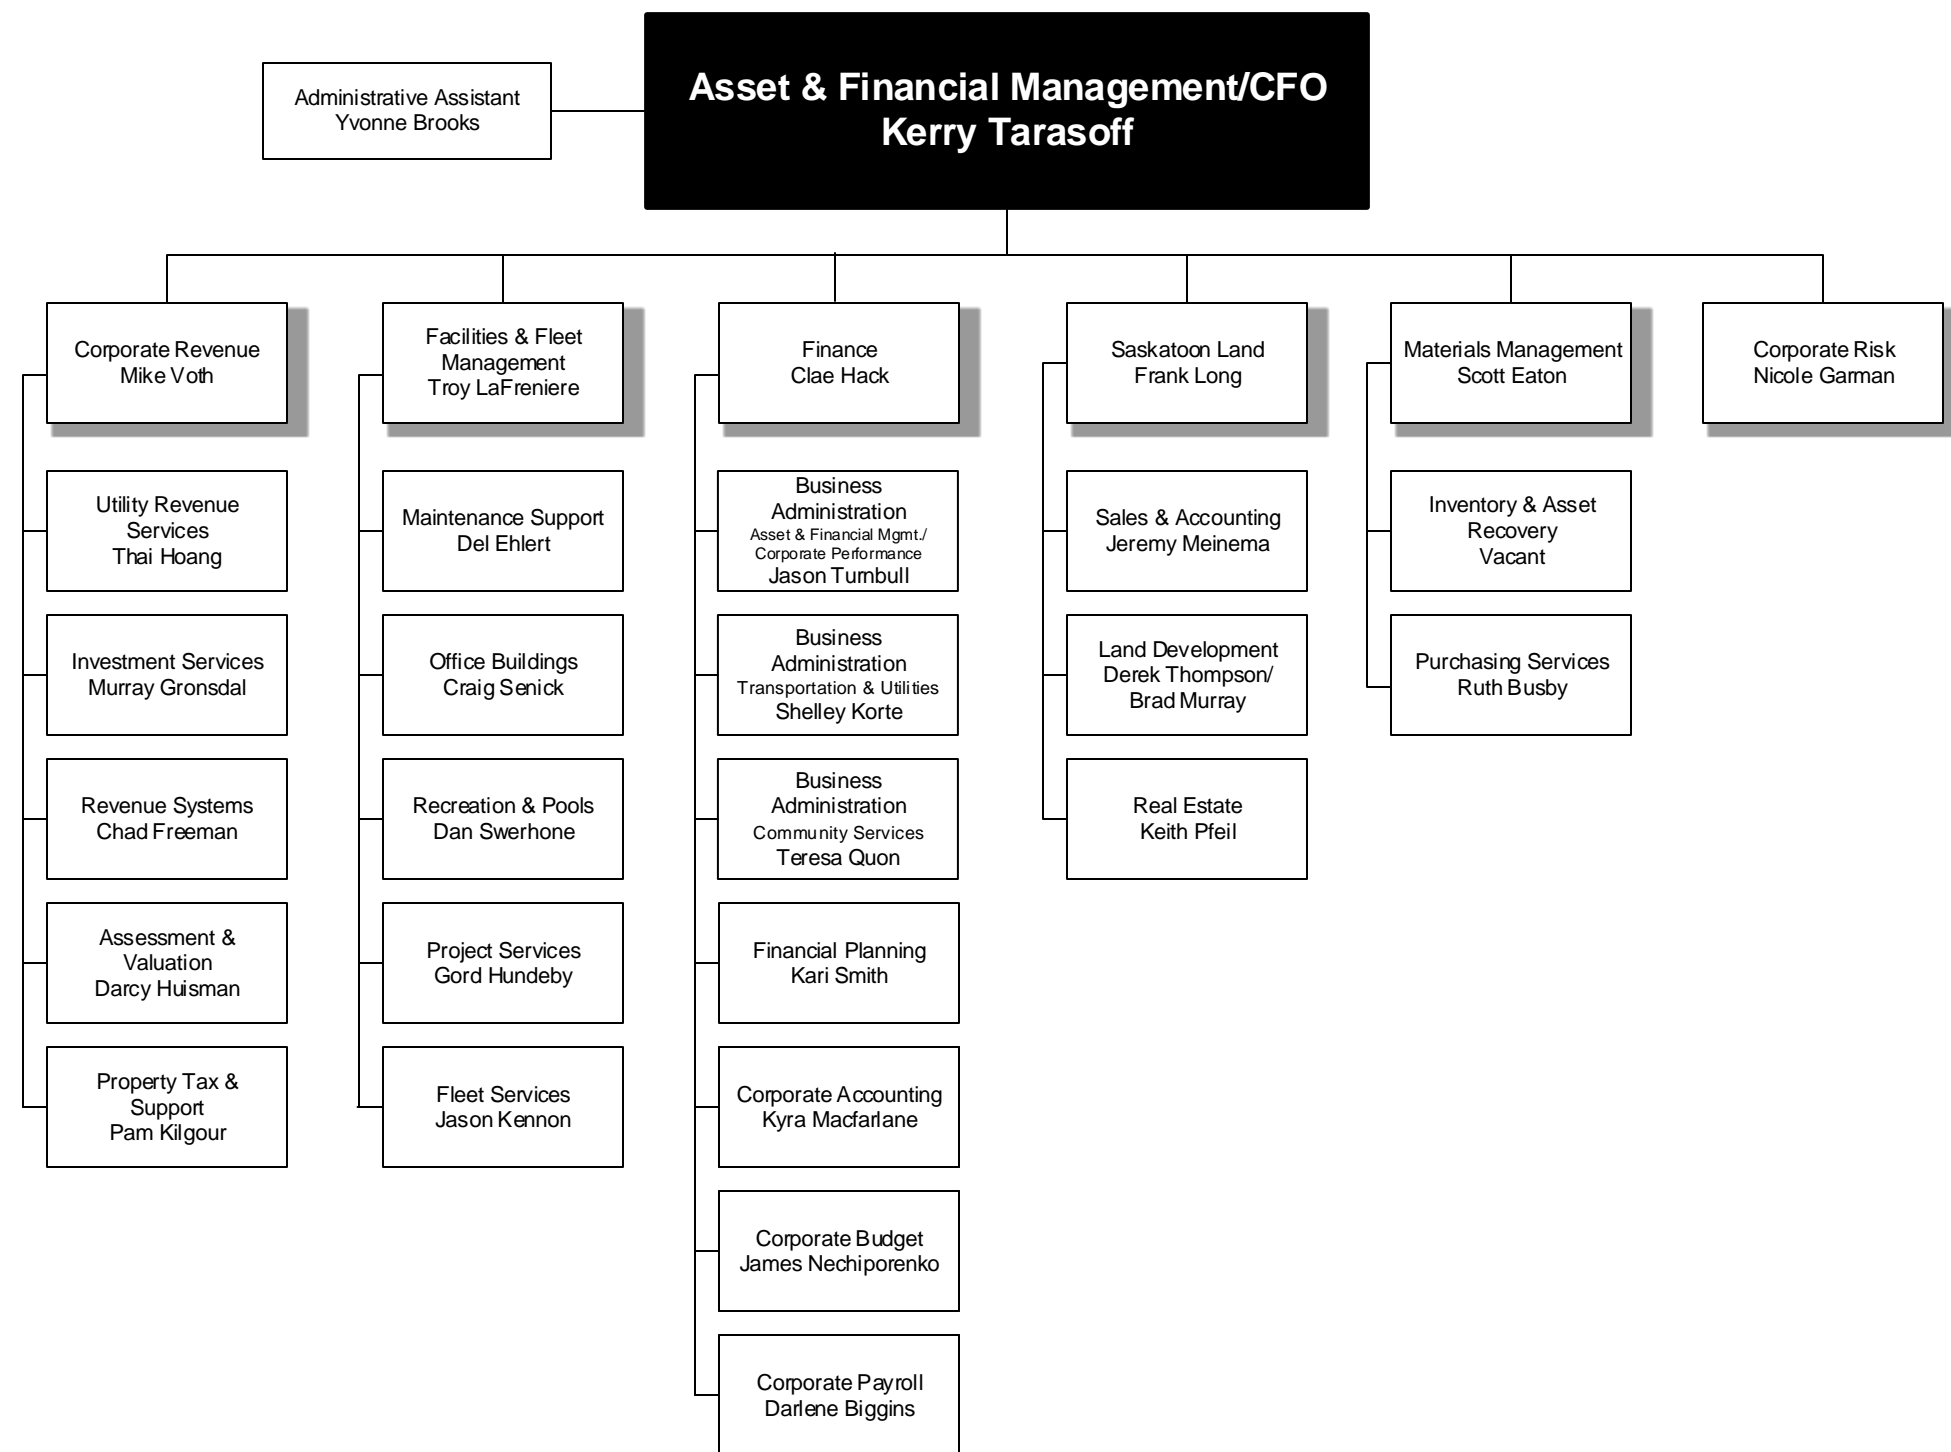 Asset & Financial Management/CFO
Kerry Tarasoff
Administrative Assistant
Yvonne Brooks
Corporate Revenue
Mike Voth
Utility Revenue
Services
Thai Hoang
Investment Services
Murray Gronsdal
Revenue Systems
Chad Freeman
Assessment &
Valuation
Darcy Huisman
Property Tax &
Support
Pam Kilgour
Facilities & Fleet
Management
Troy LaFreniere
Maintenance Support
Del Ehlert
Office Buildings
Craig Senick
Recreation & Pools
Dan Swerhone
Project Services
Gord Hundeby
Fleet Services
Jason Kennon
Finance
Clae Hack
Business
Administration
Asset & Financial Mgmt./
Corporate Performance
Jason Turnbull
Business
Administration
Transportation & Utilities
Shelley Korte
Business
Administration
Community Services
Teresa Quon
Financial Planning
Kari Smith
Corporate Accounting
Kyra Macfarlane
Corporate Budget
James Nechiporenko
Corporate Payroll
Darlene Biggins
Saskatoon Land
Frank Long
Sales & Accounting
Jeremy Meinema
Land Development
Derek Thompson/
Brad Murray
Real Estate
Keith Pfeil
Materials Management
Scott Eaton
Inventory & Asset
Recovery
Vacant
Purchasing Services
Ruth Busby
Corporate Risk
Nicole Garman